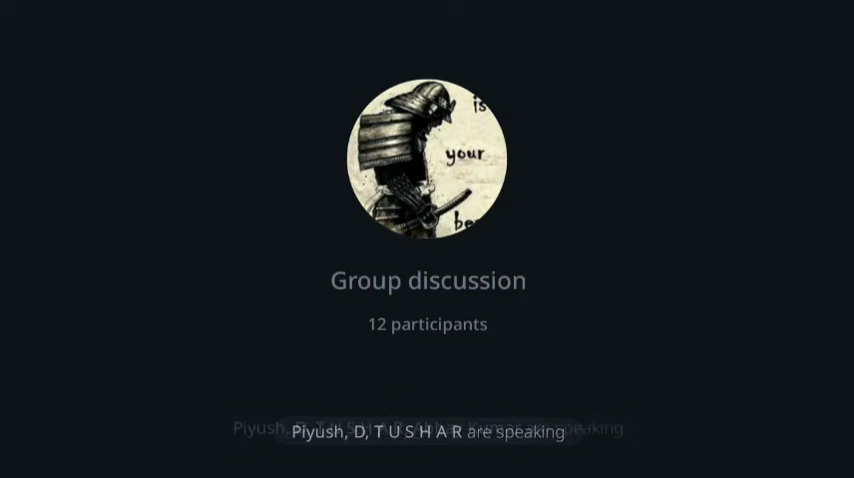 is
your
Group discussion
12 participants
Piyush, D, T U S H A R are speaking